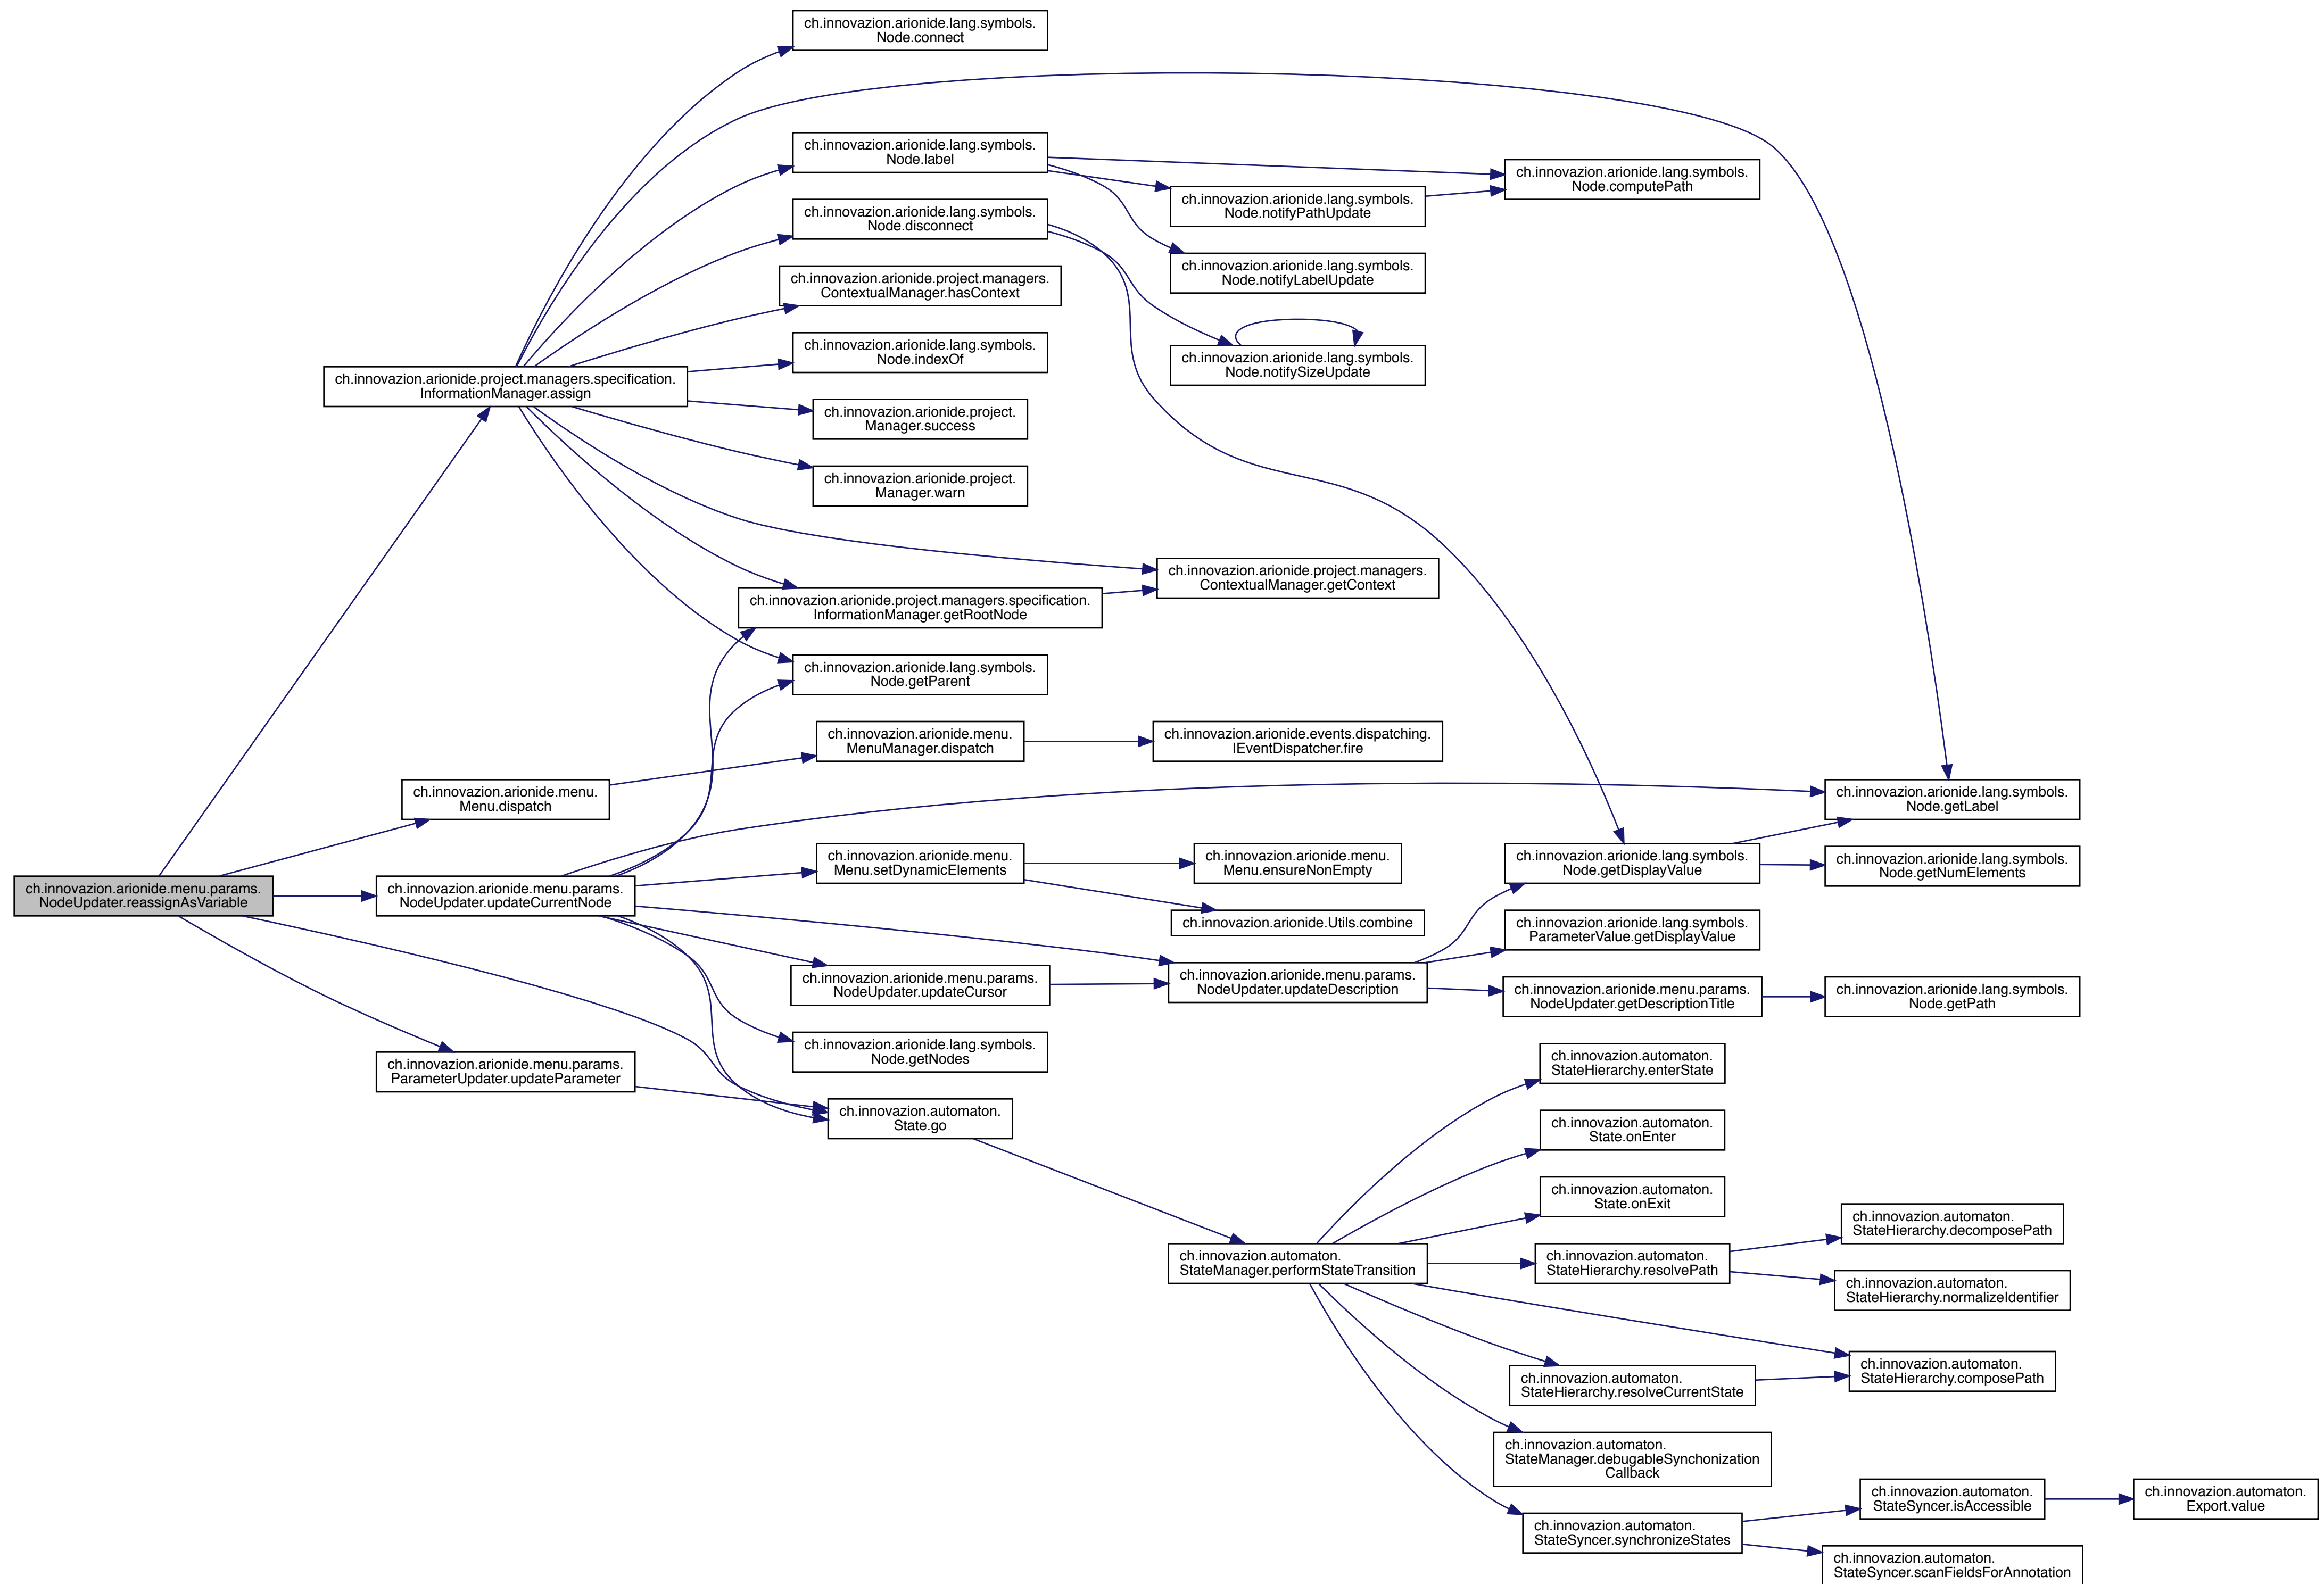 ch.innovazion.arionide.lang.symbols.
Node.connect
ch.innovazion.arionide.lang.symbols.
Node.label
ch.innovazion.arionide.lang.symbols.
Node.computePath
ch.innovazion.arionide.lang.symbols.
Node.notifyPathUpdate
ch.innovazion.arionide.lang.symbols.
Node.disconnect
ch.innovazion.arionide.lang.symbols.
Node.notifyLabelUpdate
ch.innovazion.arionide.project.managers.
ContextualManager.hasContext
ch.innovazion.arionide.lang.symbols.
Node.indexOf
ch.innovazion.arionide.lang.symbols.
Node.notifySizeUpdate
ch.innovazion.arionide.project.managers.specification.
InformationManager.assign
ch.innovazion.arionide.project.
Manager.success
ch.innovazion.arionide.project.
Manager.warn
ch.innovazion.arionide.project.managers.
ContextualManager.getContext
ch.innovazion.arionide.project.managers.specification.
InformationManager.getRootNode
ch.innovazion.arionide.lang.symbols.
Node.getParent
ch.innovazion.arionide.menu.
MenuManager.dispatch
ch.innovazion.arionide.events.dispatching.
IEventDispatcher.fire
ch.innovazion.arionide.menu.
Menu.dispatch
ch.innovazion.arionide.lang.symbols.
Node.getLabel
ch.innovazion.arionide.menu.
Menu.setDynamicElements
ch.innovazion.arionide.menu.
Menu.ensureNonEmpty
ch.innovazion.arionide.lang.symbols.
Node.getDisplayValue
ch.innovazion.arionide.lang.symbols.
Node.getNumElements
ch.innovazion.arionide.menu.params.
NodeUpdater.reassignAsVariable
ch.innovazion.arionide.menu.params.
NodeUpdater.updateCurrentNode
ch.innovazion.arionide.Utils.combine
ch.innovazion.arionide.lang.symbols.
ParameterValue.getDisplayValue
ch.innovazion.arionide.menu.params.
NodeUpdater.updateCursor
ch.innovazion.arionide.menu.params.
NodeUpdater.updateDescription
ch.innovazion.arionide.menu.params.
NodeUpdater.getDescriptionTitle
ch.innovazion.arionide.lang.symbols.
Node.getPath
ch.innovazion.arionide.lang.symbols.
Node.getNodes
ch.innovazion.arionide.menu.params.
ParameterUpdater.updateParameter
ch.innovazion.automaton.
StateHierarchy.enterState
ch.innovazion.automaton.
State.go
ch.innovazion.automaton.
State.onEnter
ch.innovazion.automaton.
State.onExit
ch.innovazion.automaton.
StateHierarchy.decomposePath
ch.innovazion.automaton.
StateManager.performStateTransition
ch.innovazion.automaton.
StateHierarchy.resolvePath
ch.innovazion.automaton.
StateHierarchy.normalizeIdentifier
ch.innovazion.automaton.
StateHierarchy.resolveCurrentState
ch.innovazion.automaton.
StateHierarchy.composePath
ch.innovazion.automaton.
StateManager.debugableSynchonization
Callback
ch.innovazion.automaton.
StateSyncer.isAccessible
ch.innovazion.automaton.
Export.value
ch.innovazion.automaton.
StateSyncer.synchronizeStates
ch.innovazion.automaton.
StateSyncer.scanFieldsForAnnotation